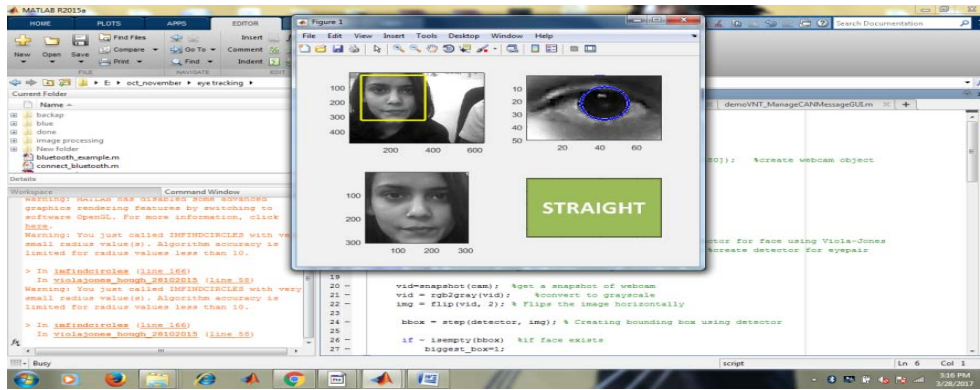 MATLAB R2015a
HOME PLOTS APPS EDITOR
Search Documentation
New Open Save
Find Files
Compare
Print
Go To
Find
Insert
Comment
Indent
FILE NAVIGATE EDIT
E: oct_november eye tracking
Current Folder
Name
backap
blue
done
image processing
New folder
bluetooth_example.m
connect_bluetooth.m
Details
Workspace Command Window
Warning: MATLAB has disabled some advanced
graphics rendering features by switching to
software OpenGL. For more information, click
here.
Warning: You just called IMFINDCIRCLES with very
small radius value(s). Algorithm accuracy is
limited for radius values less than 10.
> In imfindcircles (line 166)
In violajones_hough_28102015 (line 58)
Warning: You just called IMFINDCIRCLES with very
small radius value(s). Algorithm accuracy is
limited for radius values less than 10.
> In imfindcircles (line 166)
In violajones_hough_28102015 (line 58)
fx
Figure 1
File Edit View Insert Tools Desktop Window Help
100
200
300
400
200 400 600
10
20
30
40
50
20 40 60
100
200
300
100 200 300
STRAIGHT
demoVNT_ManageCANMessageGUI.m
80]); %create webcam object
ctor for face using Viola-Jones
%create detector for eyepair
19
20 vid=snapshot(cam); %get a snapshot of webcam
21 vid = rgb2gray(vid); %convert to grayscale
22 img = flip(vid, 2); % Flips the image horizontally
23
24 bbox = step(detector, img); % Creating bounding box using detector
25
26 if ~ isempty(bbox) %if face exists
27 biggest_box=1;
Busy
script Ln 6 Col 1
3:16 PM
3/28/2017